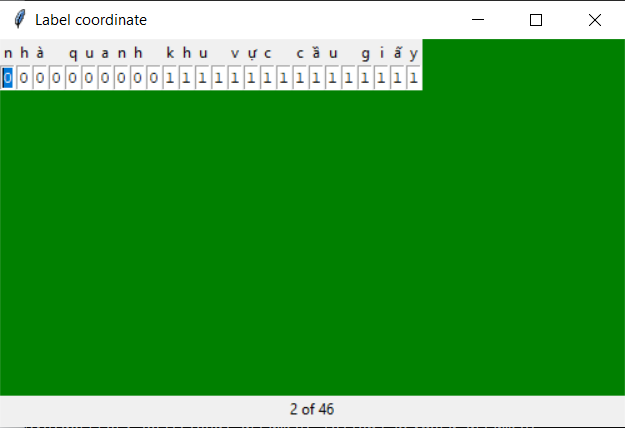 Label coordinate
n h à   q u a n h   k h u   v ự c   c ầ u   g i ấ y
0 0 0 0 0 0 0 0 0 0 1 1 1 1 1 1 1 1 1 1 1 1 1 1 1 1
2 of 46